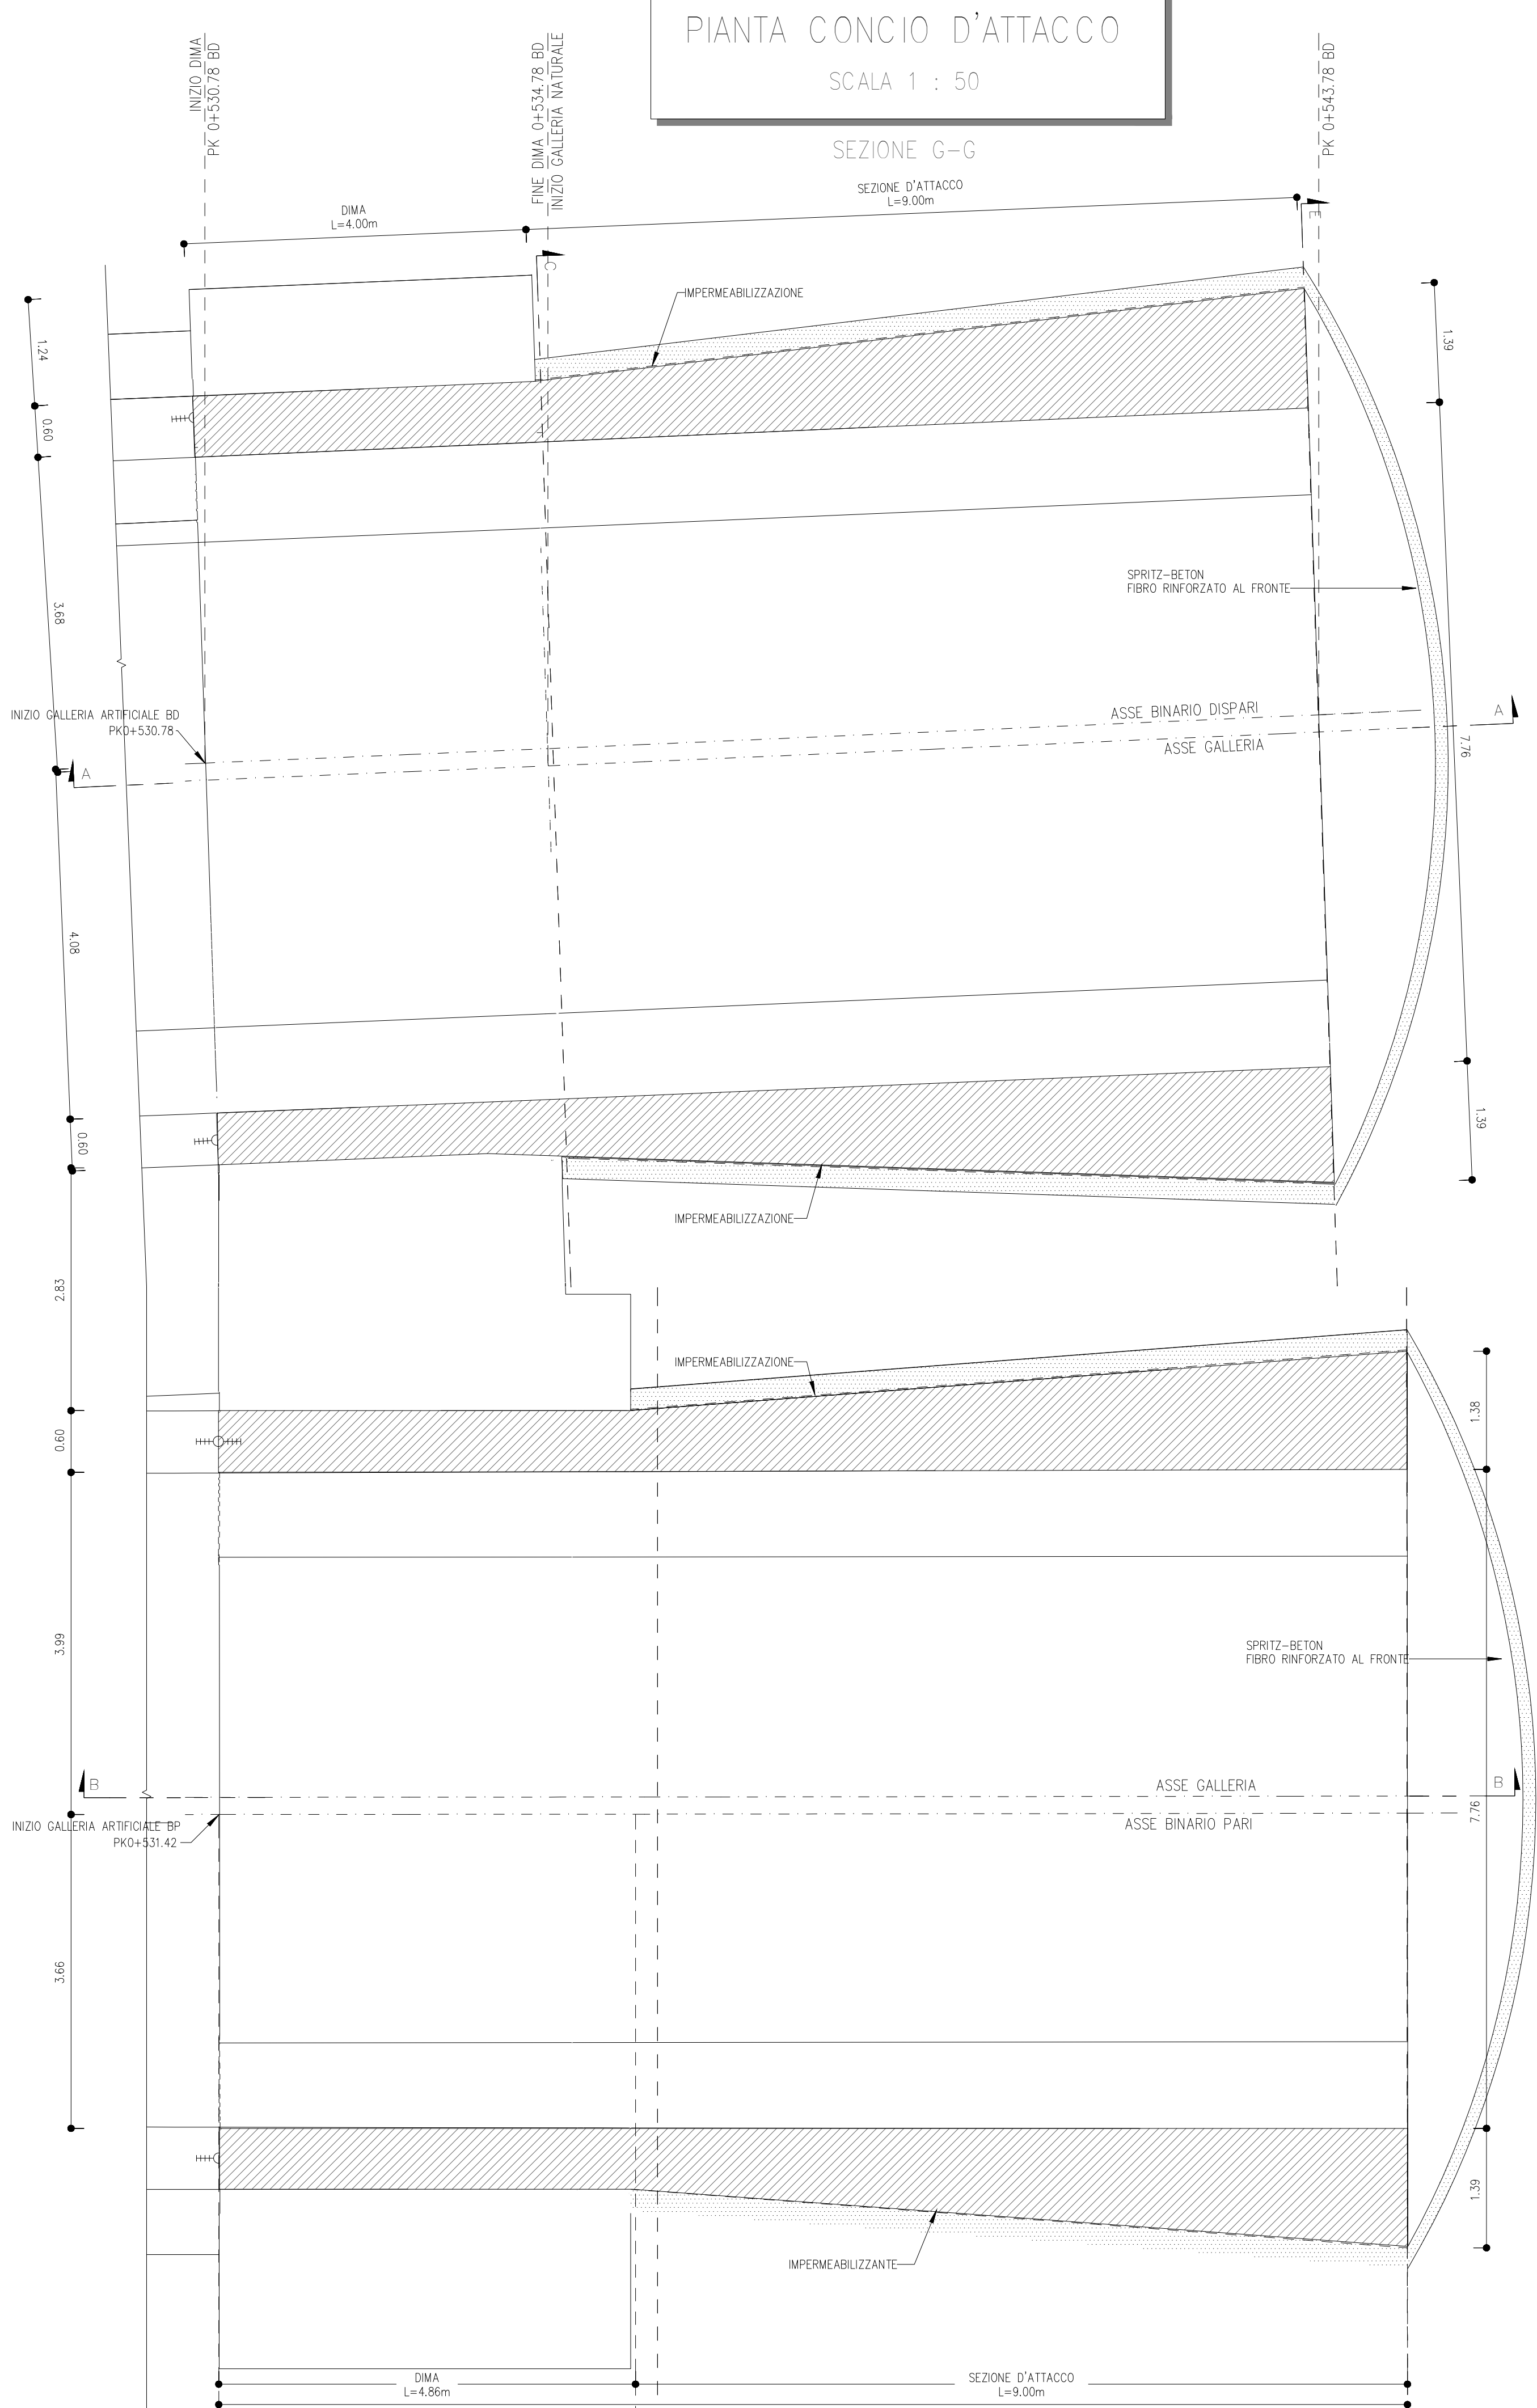 PIANTA CONCIO D'ATTACCO
SCALA 1 : 50
SEZIONE G-G
INIZIO DIMA
PK 0+530.78 BD
FINE DIMA 0+534.78 BD
INIZIO GALLERIA NATURALE
PK 0+543.78 BD
DIMA
L=4.00m
SEZIONE D'ATTACCO
L=9.00m
E
C
IMPERMEABILIZZAZIONE
1.24
0.60
3.68
4.08
0.60
1.39
7.76
1.39
SPRITZ-BETON
FIBRO RINFORZATO AL FRONTE
INIZIO GALLERIA ARTIFICIALE BD
PK0+530.78
ASSE BINARIO DISPARI
ASSE GALLERIA
A
A
IMPERMEABILIZZAZIONE
2.83
IMPERMEABILIZZAZIONE
0.60
1.38
3.99
SPRITZ-BETON
FIBRO RINFORZATO AL FRONTE
B
ASSE GALLERIA
B
7.76
INIZIO GALLERIA ARTIFICIALE BP
PK0+531.42
ASSE BINARIO PARI
3.66
1.39
IMPERMEABILIZZANTE
DIMA
L=4.86m
SEZIONE D'ATTACCO
L=9.00m